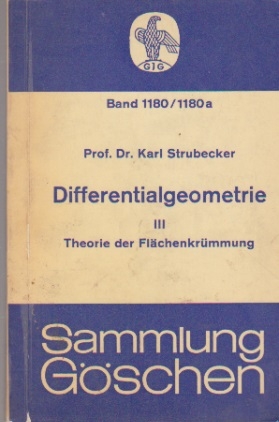 GJG
Band 1180/1180a
Prof. Dr. Karl Strubecker
Differentialgeometrie
III
Theorie der Flächenkrümmung
Sammlung
Göschen